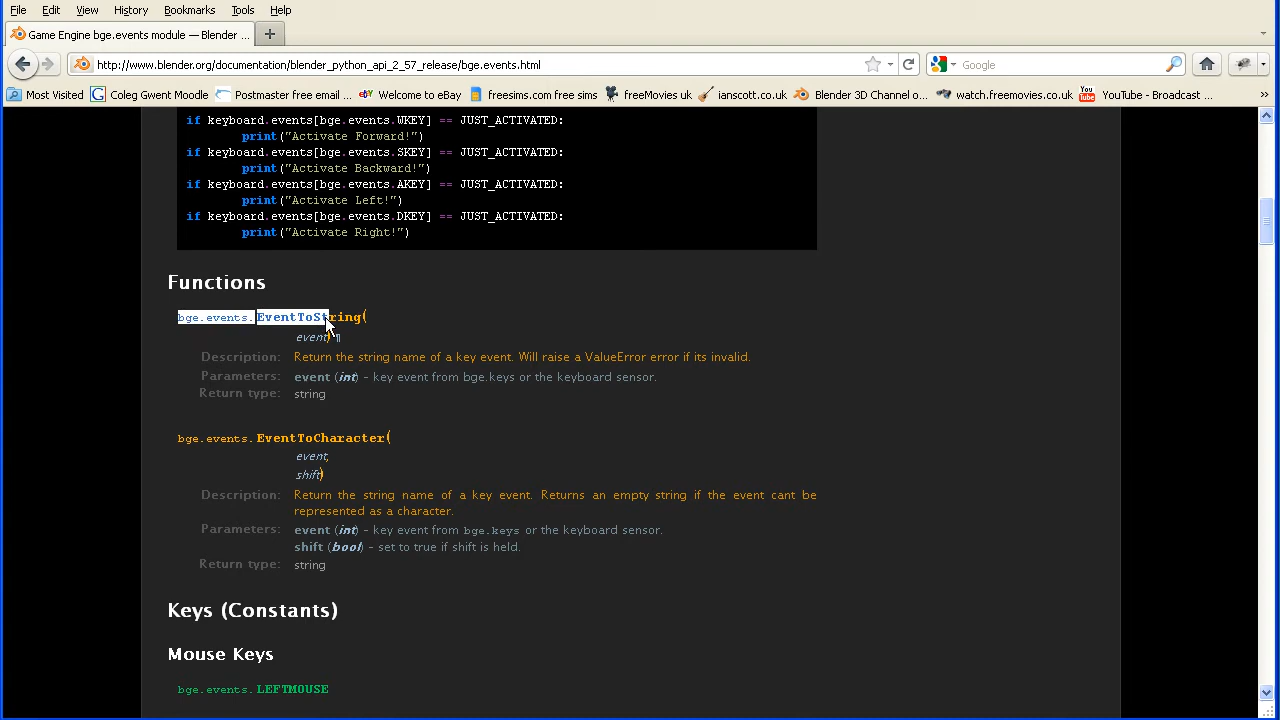 File Edit View History Bookmarks Tools Help
Game Engine bge.events module — Blender ...
http://www.blender.org/documentation/blender_python_api_2_57_release/bge.events.html
Google
Most Visited Coleg Gwent Moodle Postmaster free email ... Welcome to eBay freesims.com free sims freeMovies uk ianscott.co.uk Blender 3D Channel o... watch.freemovies.co.uk YouTube - Broadcast ...
if keyboard.events[bge.events.WKEY] == JUST_ACTIVATED:
print("Activate Forward!")
if keyboard.events[bge.events.SKEY] == JUST_ACTIVATED:
print("Activate Backward!")
if keyboard.events[bge.events.AKEY] == JUST_ACTIVATED:
print("Activate Left!")
if keyboard.events[bge.events.DKEY] == JUST_ACTIVATED:
print("Activate Right!")
Functions
bge.events.EventToString(
event) ¶
Description: Return the string name of a key event. Will raise a ValueError error if its invalid.
Parameters: event (int) – key event from bge.keys or the keyboard sensor.
Return type: string
bge.events.EventToCharacter(
event,
shift)
Description: Return the string name of a key event. Returns an empty string if the event cant be
represented as a character.
Parameters: event (int) – key event from bge.keys or the keyboard sensor.
shift (bool) – set to true if shift is held.
Return type: string
Keys (Constants)
Mouse Keys
bge.events.LEFTMOUSE